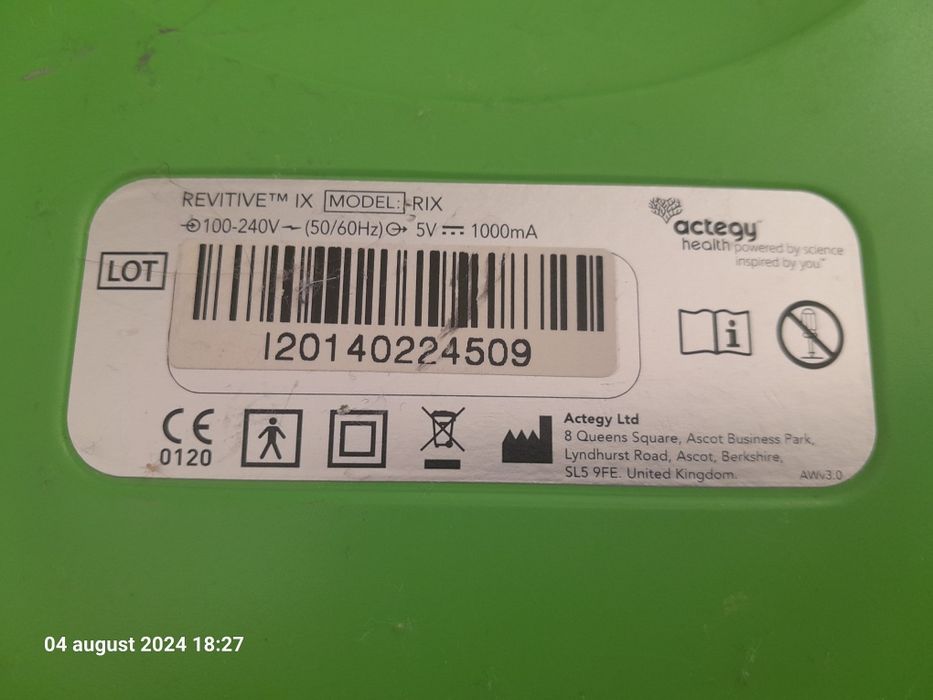 REVITIVE™ IX MODEL: RIX
100-240V ~ (50/60Hz) 5V 1000mA
LOT
I20140224509
actegy™
health powered by science
inspired by you™
i
CE
0120
Actegy Ltd
8 Queens Square, Ascot Business Park,
Lyndhurst Road, Ascot, Berkshire,
SL5 9FE. United Kingdom.
AWv3.0
04 august 2024 18:27